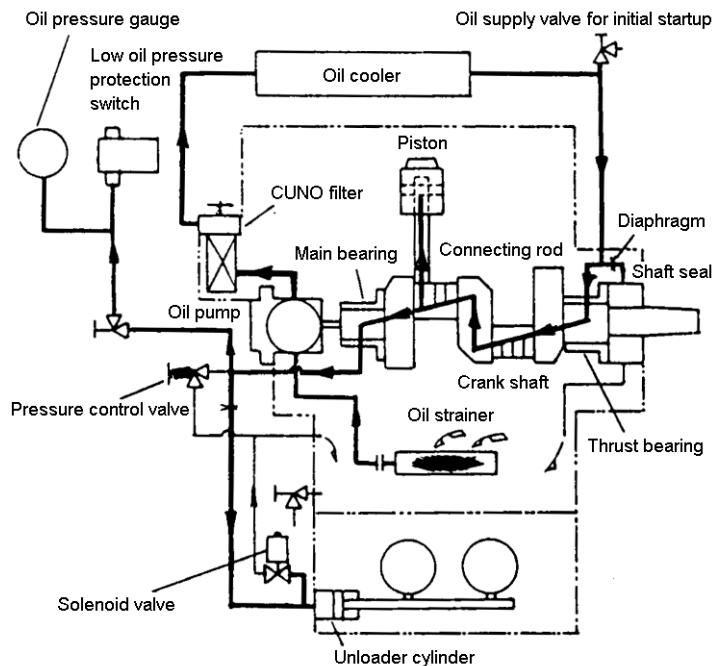 Oil pressure gauge
Oil supply valve for initial startup
Low oil pressure
protection
switch
Oil cooler
Piston
CUNO filter
Diaphragm
Main bearing
Connecting rod
Shaft seal
Oil pump
Crank shaft
Pressure control valve
Oil strainer
Thrust bearing
Solenoid valve
Unloader cylinder